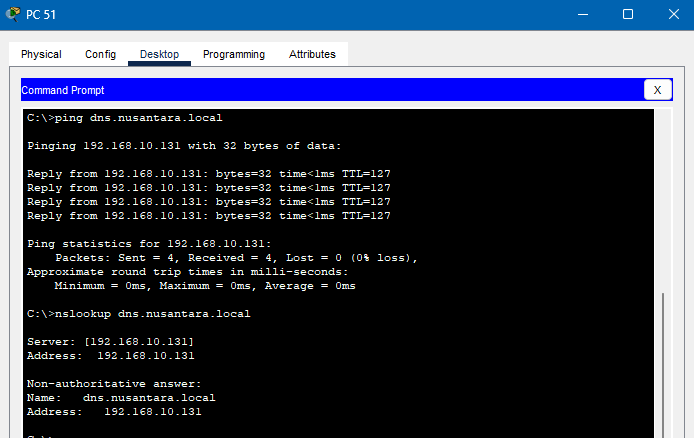 PC 51
Physical Config Desktop Programming Attributes
Command Prompt
X
C:\>ping dns.nusantara.local
Pinging 192.168.10.131 with 32 bytes of data:
Reply from 192.168.10.131: bytes=32 time<1ms TTL=127
Reply from 192.168.10.131: bytes=32 time<1ms TTL=127
Reply from 192.168.10.131: bytes=32 time<1ms TTL=127
Reply from 192.168.10.131: bytes=32 time<1ms TTL=127
Ping statistics for 192.168.10.131:
    Packets: Sent = 4, Received = 4, Lost = 0 (0% loss),
Approximate round trip times in milli-seconds:
    Minimum = 0ms, Maximum = 0ms, Average = 0ms
C:\>nslookup dns.nusantara.local
Server: [192.168.10.131]
Address:  192.168.10.131
Non-authoritative answer:
Name:   dns.nusantara.local
Address:   192.168.10.131